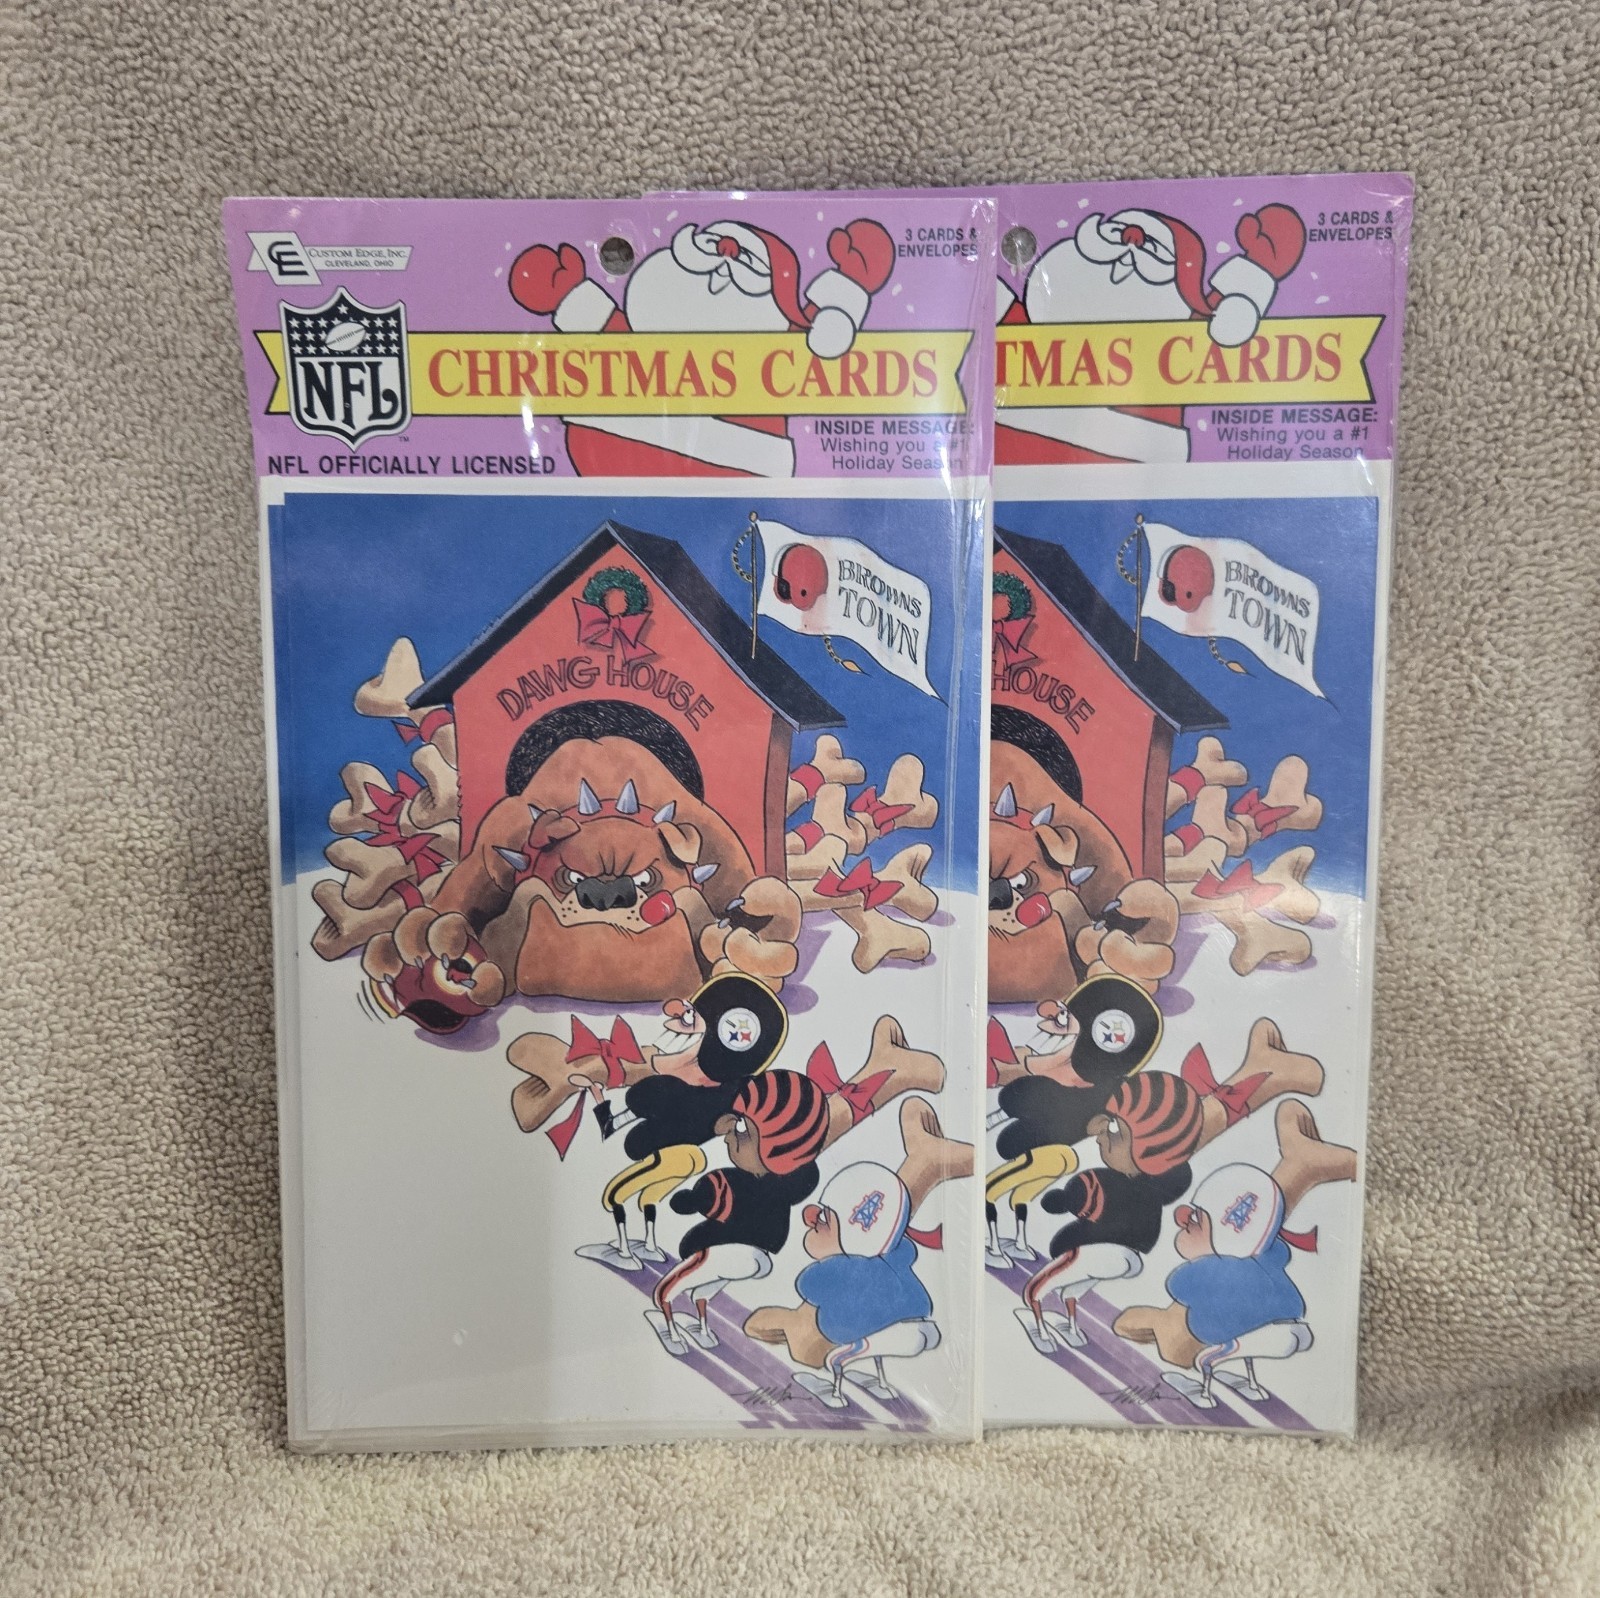 CE CUSTOM EDGE, INC.
CLEVELAND, OHIO
3 CARDS &
ENVELOPES
NFL
™
CHRISTMAS CARDS
INSIDE MESSAGE:
Wishing you a #1
Holiday Season
NFL OFFICIALLY LICENSED
BROWNS
TOWN
DAWG HOUSE
3 CARDS &
ENVELOPES
TMAS CARDS
INSIDE MESSAGE:
Wishing you a #1
Holiday Season
BROWNS
TOWN
HOUSE